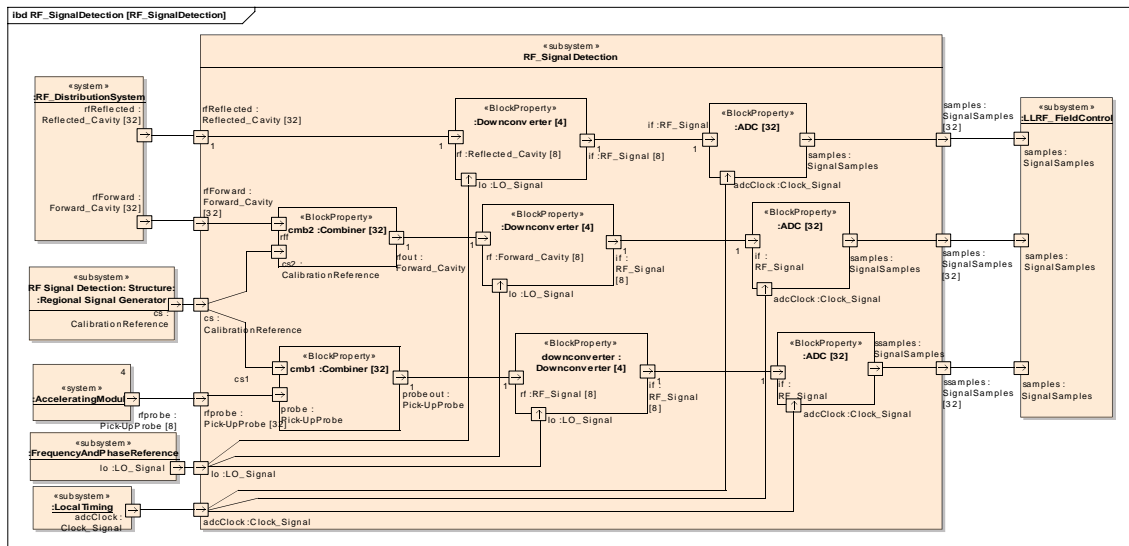 ibd RF_SignalDetection [RF_SignalDetection]
«subsystem »
RF_SignalDetection
«system »
:RF_DistributionSystem
rfReflected :
Reflected_Cavity [32]
rfForward :
Forward_Cavity [32]
rfReflected :
Reflected_Cavity [32]
1
1
«BlockProperty»
:Downconverter [4]
rf :Reflected_Cavity [8]
lo :LO_Signal
1
if :RF_Signal [8]
if :RF_Signal
1
«BlockProperty»
:ADC [32]
samples :
SignalSamples
adcClock :Clock_Signal
samples :
SignalSamples
[32]
«subsystem »
:LLRF_FieldControl
samples :
SignalSamples
rfForward :
Forward_Cavity
[32]
«BlockProperty»
cmb2 :Combiner [32]
rff
cs2 :
CalibrationReference
1
rfout :
Forward_Cavity
1
«BlockProperty»
:Downconverter [4]
rf :Forward_Cavity [8]
lo :LO_Signal
1
if :
RF_Signal
[8]
1
«BlockProperty»
:ADC [32]
if :
RF_Signal
samples :
SignalSamples
adcClock :Clock_Signal
ssamples :
SignalSamples
[32]
samples :
SignalSamples
«subsystem »
RF Signal Detection: Structure:
:Regional Signal Generator
cs :
CalibrationReference
cs :
CalibrationReference
«BlockProperty»
cmb1 :Combiner [32]
cs1
probe :
Pick-UpProbe
1
probeout :
Pick-UpProbe
1
«BlockProperty»
downconverter :
Downconverter [4]
rf :RF_Signal [8]
lo :LO_Signal
1
if :
RF_Signal
[8]
1
«BlockProperty»
:ADC [32]
if :
RF_Signal
adcClock :Clock_Signal
ssamples :
SignalSamples
ssamples :
SignalSamples
[32]
samples :
SignalSamples
4
«system »
:AcceleratingModul
rfprobe :
Pick-UpProbe [8]
rfprobe :
Pick-UpProbe [32]
«subsystem »
:FrequencyAndPhaseReference
lo :LO_Signal
lo :LO_Signal
«subsystem »
:LocalTiming
adcClock :
Clock_Signal
adcClock :Clock_Signal